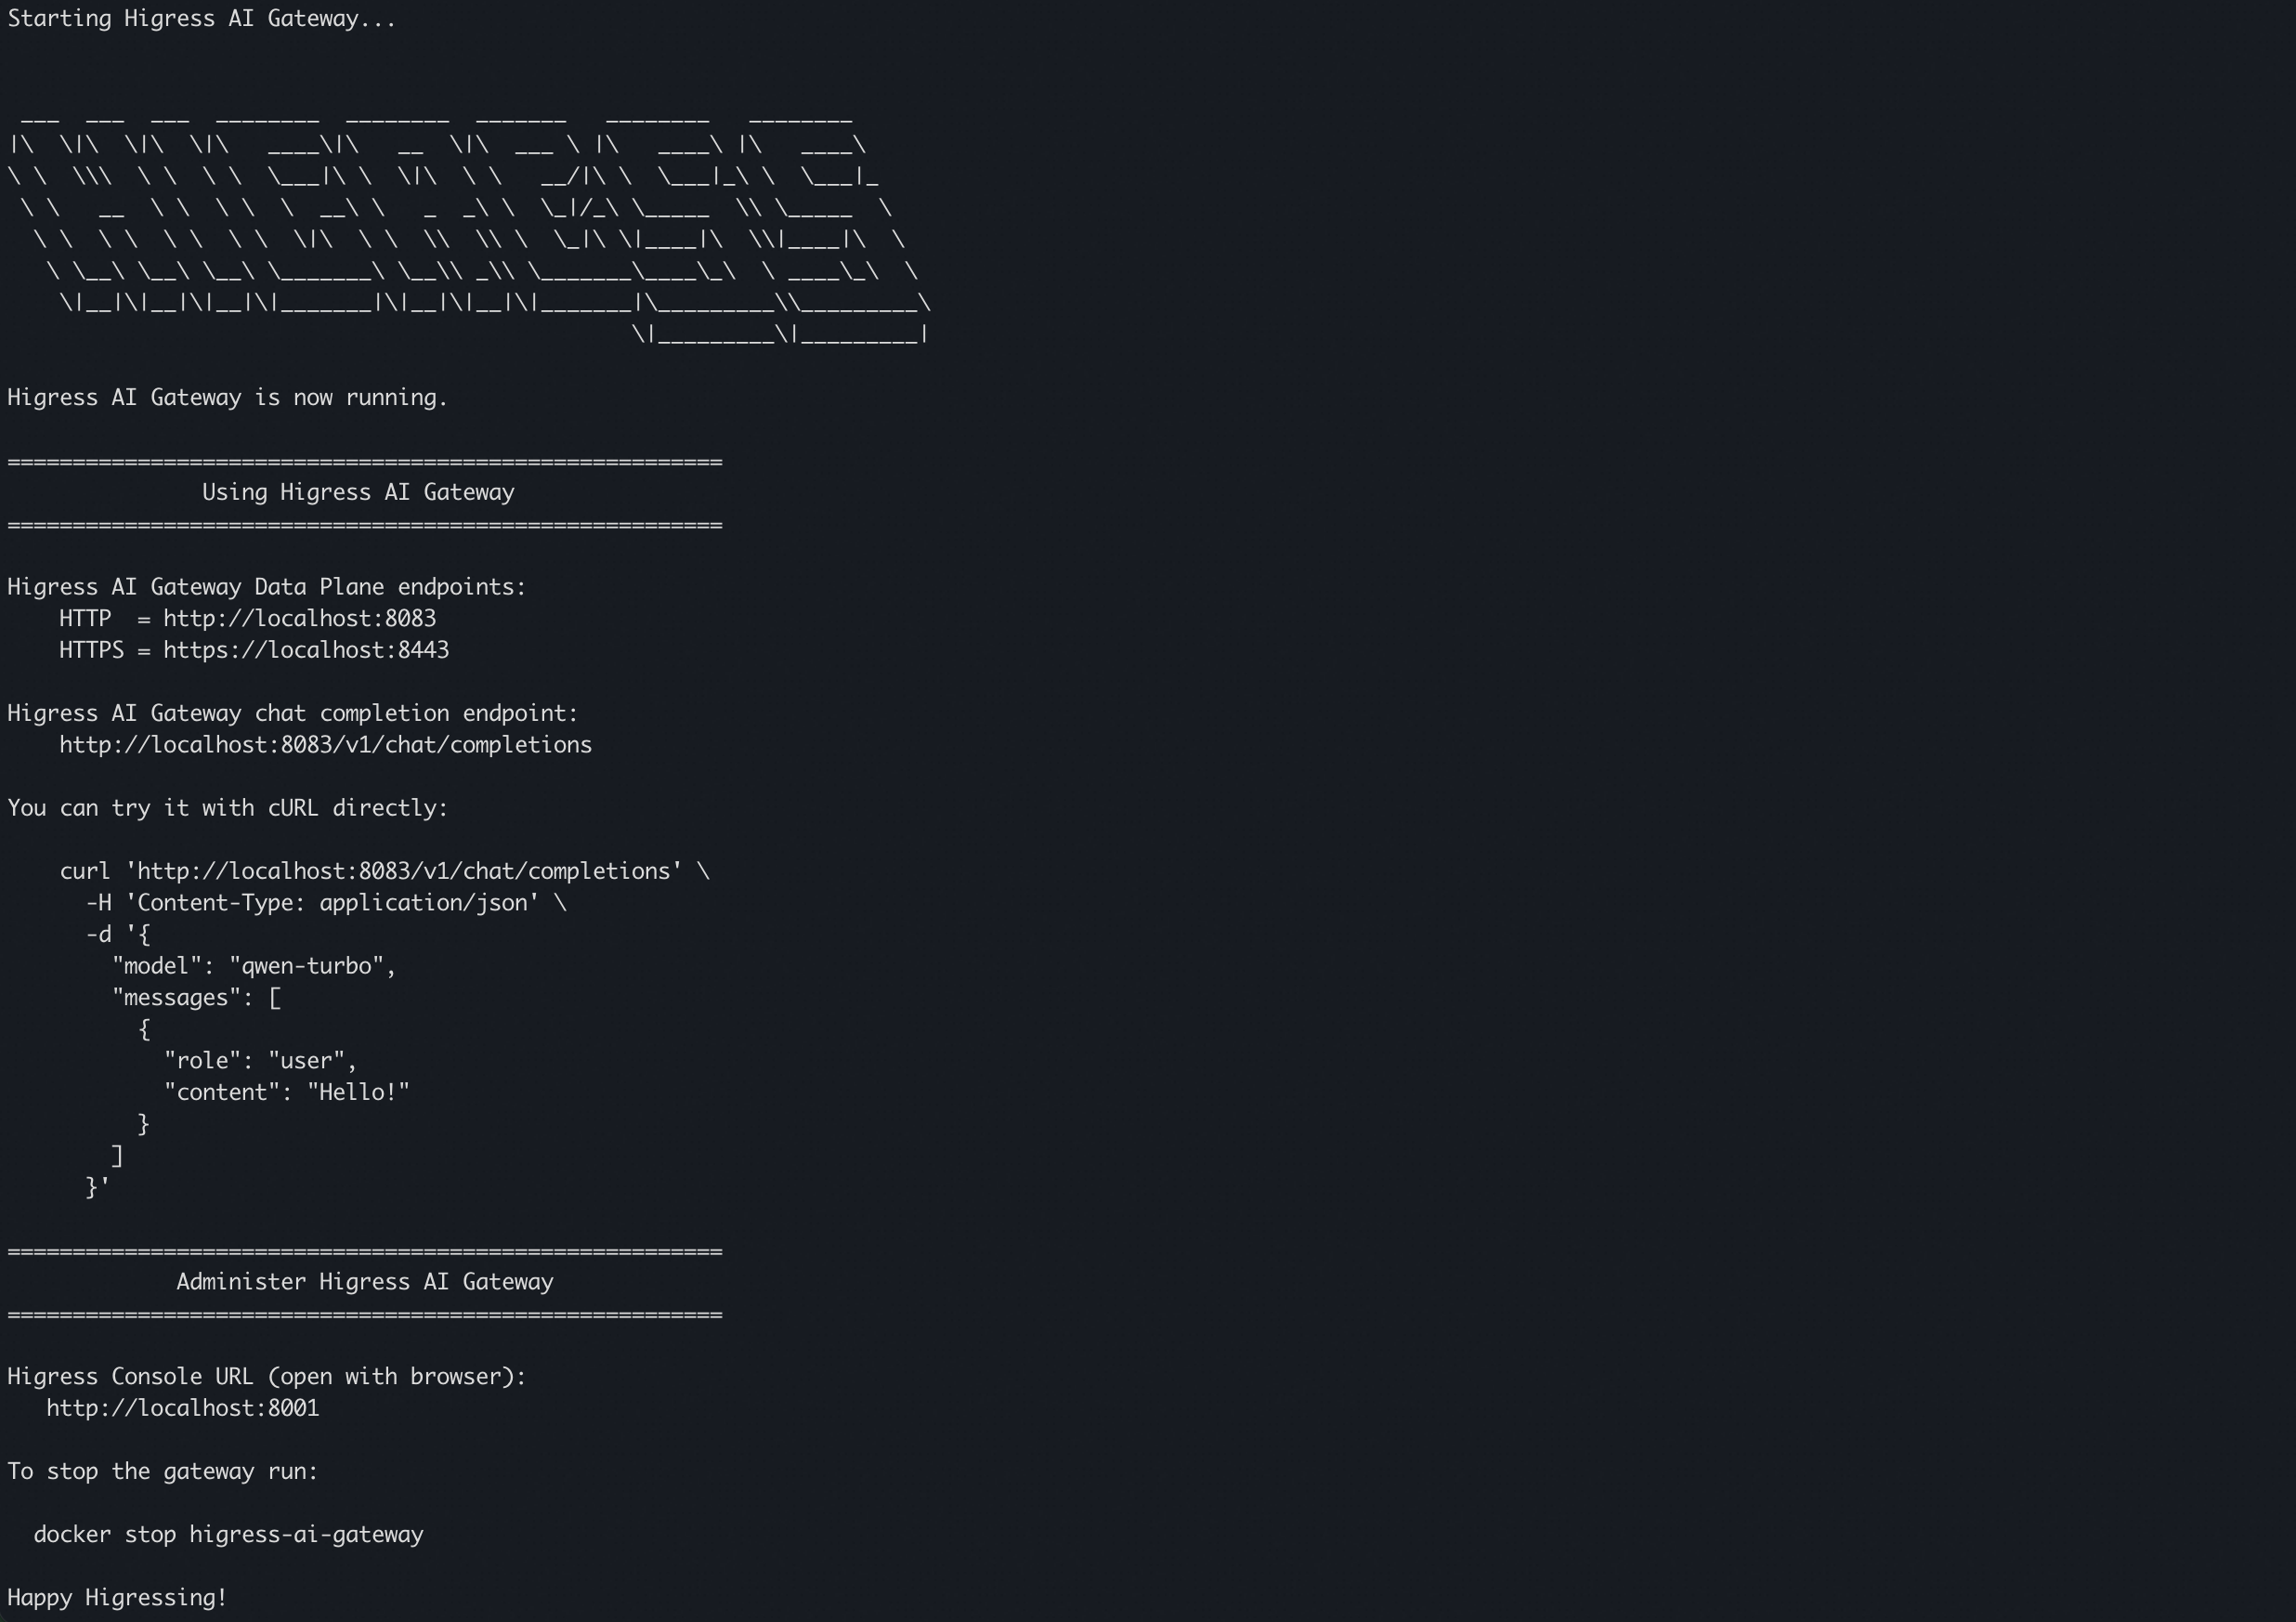 Starting Higress AI Gateway...
 ___  ___  ___  ________  ________  _______   ________   ________
|\  \|\  \|\  \|\   ____\|\   __  \|\  ___ \ |\   ____\ |\   ____\
\ \  \\\  \ \  \ \  \___|\ \  \|\  \ \   __/|\ \  \___|_\ \  \___|_
 \ \   __  \ \  \ \  \  __\ \   _  _\ \  \_|/_\ \_____  \\ \_____  \
  \ \  \ \  \ \  \ \  \|\  \ \  \\  \\ \  \_|\ \|____|\  \\|____|\  \
   \ \__\ \__\ \__\ \_______\ \__\\ _\\ \_______\____\_\  \ ____\_\  \
    \|__|\|__|\|__|\|_______|\|__|\|__|\|_______|\_________\\_________\
                                                \|_________\|_________|
Higress AI Gateway is now running.
=======================================================
               Using Higress AI Gateway
=======================================================
Higress AI Gateway Data Plane endpoints:
    HTTP  = http://localhost:8083
    HTTPS = https://localhost:8443
Higress AI Gateway chat completion endpoint:
    http://localhost:8083/v1/chat/completions
You can try it with cURL directly:
    curl 'http://localhost:8083/v1/chat/completions' \
      -H 'Content-Type: application/json' \
      -d '{
        "model": "qwen-turbo",
        "messages": [
          {
            "role": "user",
            "content": "Hello!"
          }
        ]
      }'
=======================================================
             Administer Higress AI Gateway
=======================================================
Higress Console URL (open with browser):
   http://localhost:8001
To stop the gateway run:
  docker stop higress-ai-gateway
Happy Higressing!